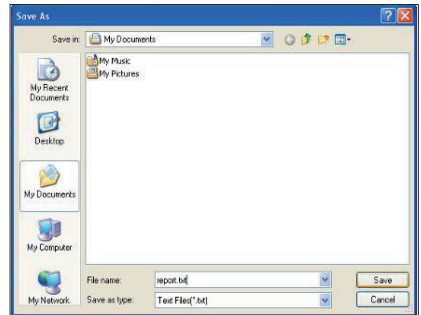 Save As
Save in: My Documents
My Music
My Pictures
My Recent
Documents
Desktop
My Documents
My Computer
My Network
File name: report.txt
Save
Save as type: Text Files(*.txt)
Cancel